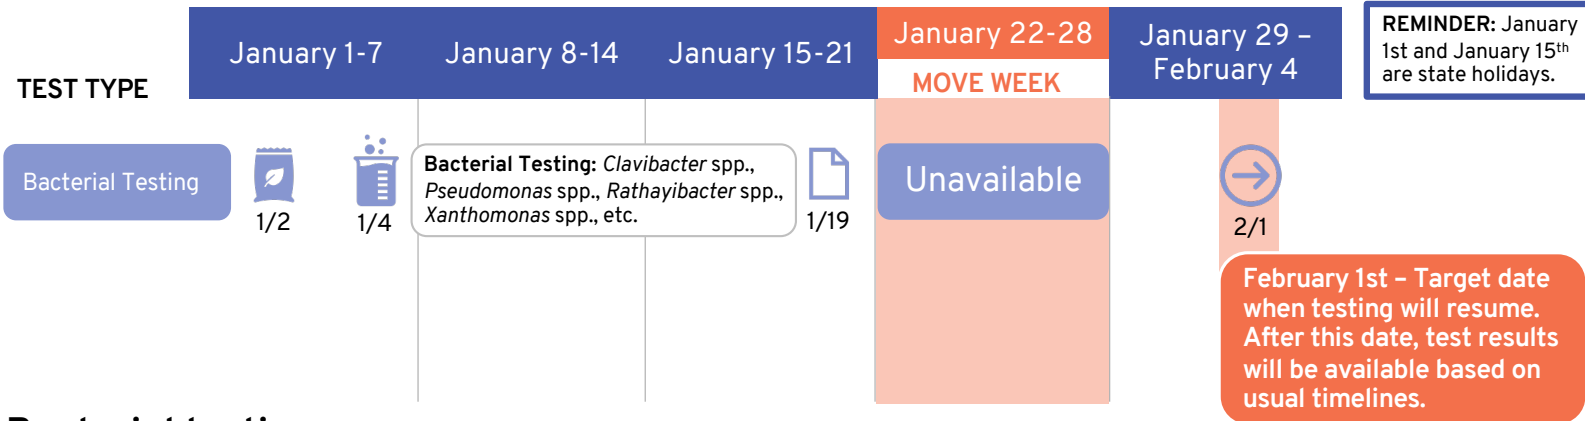 January 1-7
January 8-14
January 15-21
January 22-28
MOVE WEEK
January 29 –
February 4
REMINDER: January
1st and January 15th
are state holidays.
TEST TYPE
Bacterial Testing
1/2
1/4
Bacterial Testing: Clavibacter spp.,
Pseudomonas spp., Rathayibacter spp.,
Xanthomonas spp., etc.
1/19
Unavailable
2/1
February 1st – Target date
when testing will resume.
After this date, test results
will be available based on
usual timelines.